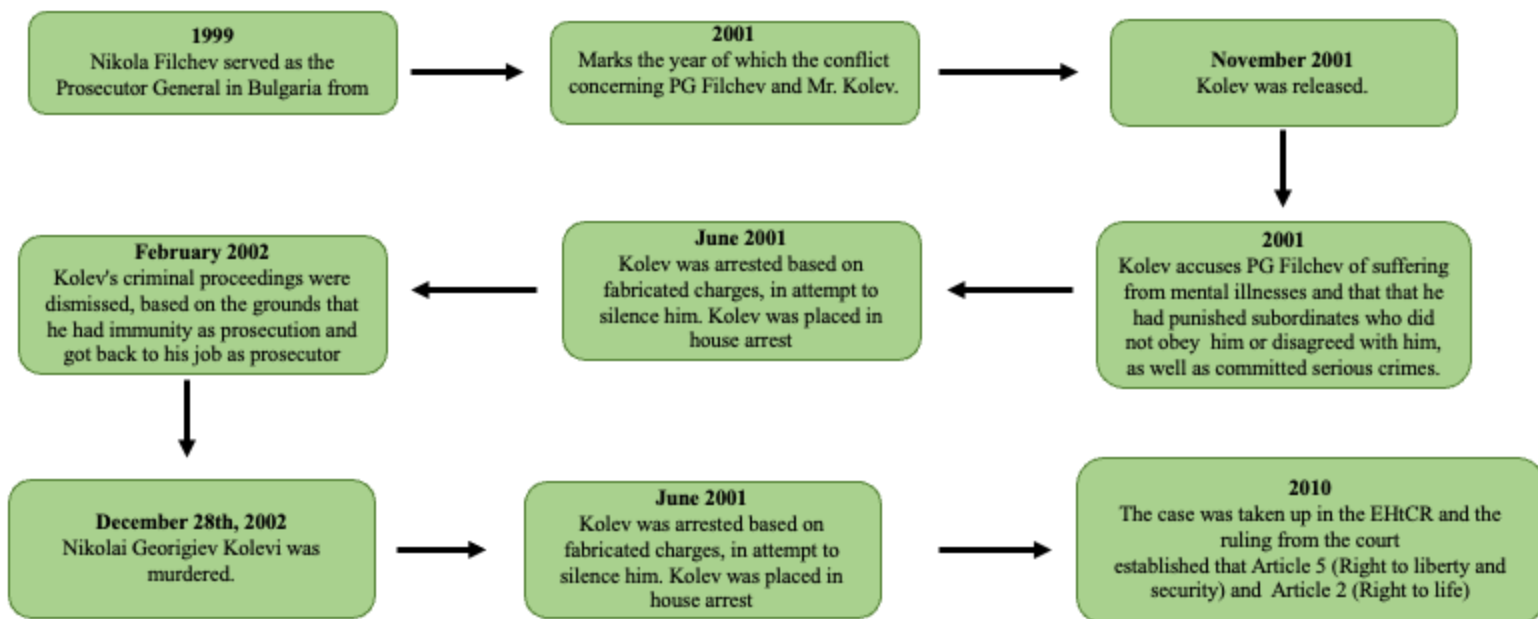 1999
Nikola Filchev served as the
Prosecutor General in Bulgaria from
2001
Marks the year of which the conflict
concerning PG Filchev and Mr. Kolev.
November 2001
Kolev was released.
2001
Kolev accuses PG Filchev of suffering
from mental illnesses and that that he
had punished subordinates who did
not obey him or disagreed with him,
as well as committed serious crimes.
June 2001
Kolev was arrested based on
fabricated charges, in attempt to
silence him. Kolev was placed in
house arrest
February 2002
Kolev's criminal proceedings were
dismissed, based on the grounds that
he had immunity as prosecution and
got back to his job as prosecutor
December 28th, 2002
Nikolai Georigiev Kolevi was
murdered.
June 2001
Kolev was arrested based on
fabricated charges, in attempt to
silence him. Kolev was placed in
house arrest
2010
The case was taken up in the EHtCR and the
ruling from the court
established that Article 5 (Right to liberty and
security) and Article 2 (Right to life)